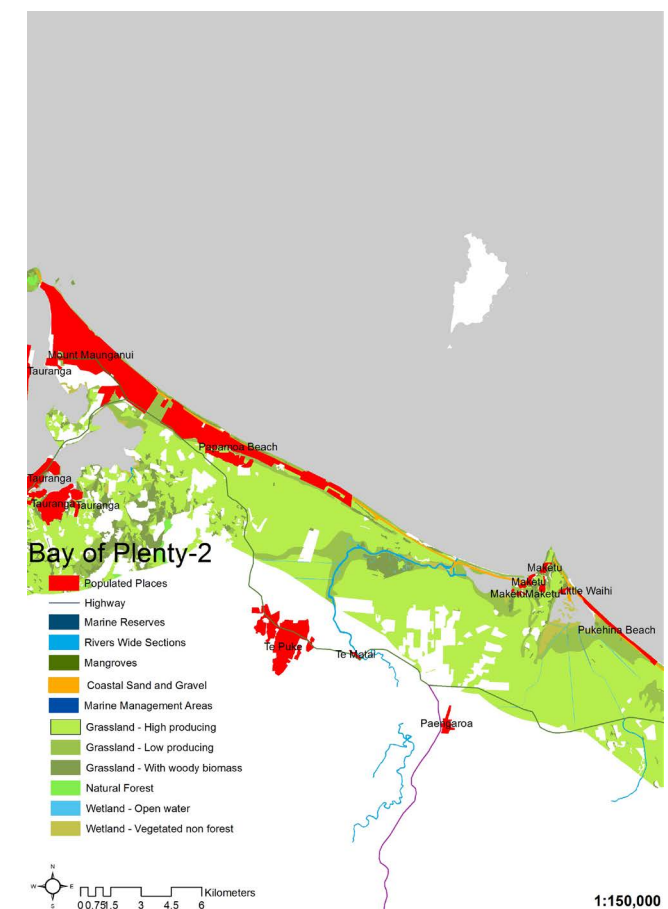 Mount Maunganui
Tauranga
Papamoa Beach
Tauranga
Tauranga Tauranga
Bay of Plenty-2
Maketu
Maketu
Maketu Maketu
Little Waihi
Pukehina Beach
Te Puke
Te Matai
Paengaroa
Populated Places
Highway
Marine Reserves
Rivers Wide Sections
Mangroves
Coastal Sand and Gravel
Marine Management Areas
Grassland - High producing
Grassland - Low producing
Grassland - With woody biomass
Natural Forest
Wetland - Open water
Wetland - Vegetated non forest
N
W E
S
Kilometers
0 0.75 1.5 3 4.5 6
1:150,000